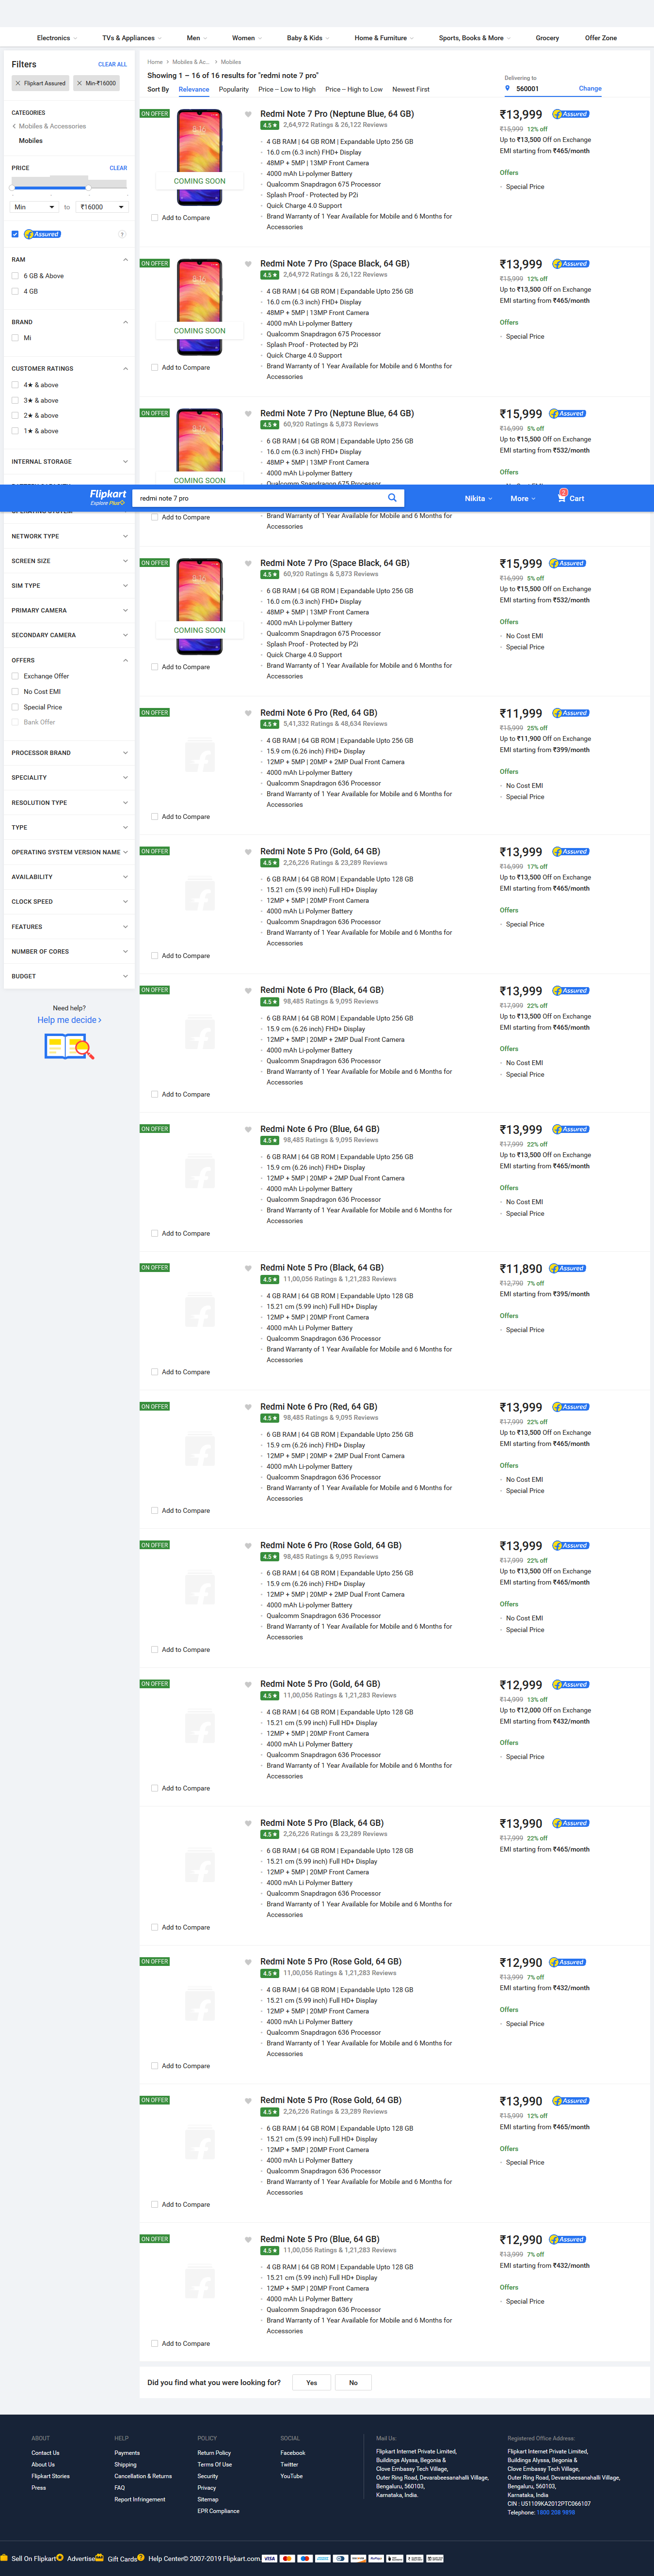 Electronics
TVs & Appliances
Men
Women
Baby & Kids
Home & Furniture
Sports, Books & More
Grocery
Offer Zone
Filters
CLEAR ALL
✕ Flipkart Assured
✕ Min-₹16000
CATEGORIES
Mobiles & Accessories
Mobiles
PRICE
CLEAR
Min
to
₹16000
Assured
?
RAM
6 GB & Above
4 GB
BRAND
Mi
CUSTOMER RATINGS
4★ & above
3★ & above
2★ & above
1★ & above
INTERNAL STORAGE
Flipkart
Explore Plus
redmi note 7 pro
Nikita
More
Cart
NETWORK TYPE
SCREEN SIZE
SIM TYPE
PRIMARY CAMERA
SECONDARY CAMERA
OFFERS
Exchange Offer
No Cost EMI
Special Price
Bank Offer
PROCESSOR BRAND
SPECIALITY
RESOLUTION TYPE
TYPE
OPERATING SYSTEM VERSION NAME
AVAILABILITY
CLOCK SPEED
FEATURES
NUMBER OF CORES
BUDGET
Need help?
Help me decide
Home > Mobiles & Ac... > Mobiles
Showing 1 – 16 of 16 results for "redmi note 7 pro"
Sort By Relevance Popularity Price -- Low to High Price -- High to Low Newest First
Delivering to
560001
Change
ON OFFER
COMING SOON
Add to Compare
Redmi Note 7 Pro (Neptune Blue, 64 GB)
4.5 ★ 2,64,972 Ratings & 26,122 Reviews
4 GB RAM | 64 GB ROM | Expandable Upto 256 GB
16.0 cm (6.3 inch) FHD+ Display
48MP + 5MP | 13MP Front Camera
4000 mAh Li-polymer Battery
Qualcomm Snapdragon 675 Processor
Splash Proof - Protected by P2i
Quick Charge 4.0 Support
Brand Warranty of 1 Year Available for Mobile and 6 Months for
Accessories
₹13,999 Assured
₹15,999 12% off
Up to ₹13,500 Off on Exchange
EMI starting from ₹465/month
Offers
Special Price
ON OFFER
COMING SOON
Add to Compare
Redmi Note 7 Pro (Space Black, 64 GB)
4.5 ★ 2,64,972 Ratings & 26,122 Reviews
4 GB RAM | 64 GB ROM | Expandable Upto 256 GB
16.0 cm (6.3 inch) FHD+ Display
48MP + 5MP | 13MP Front Camera
4000 mAh Li-polymer Battery
Qualcomm Snapdragon 675 Processor
Splash Proof - Protected by P2i
Quick Charge 4.0 Support
Brand Warranty of 1 Year Available for Mobile and 6 Months for
Accessories
₹13,999 Assured
₹15,999 12% off
Up to ₹13,500 Off on Exchange
EMI starting from ₹465/month
Offers
Special Price
ON OFFER
COMING SOON
Add to Compare
Redmi Note 7 Pro (Neptune Blue, 64 GB)
4.5 ★ 60,920 Ratings & 5,873 Reviews
6 GB RAM | 64 GB ROM | Expandable Upto 256 GB
16.0 cm (6.3 inch) FHD+ Display
48MP + 5MP | 13MP Front Camera
4000 mAh Li-polymer Battery
Qualcomm Snapdragon 675 Processor
Brand Warranty of 1 Year Available for Mobile and 6 Months for
Accessories
₹15,999 Assured
₹16,999 5% off
Up to ₹15,500 Off on Exchange
EMI starting from ₹532/month
Offers
ON OFFER
COMING SOON
Add to Compare
Redmi Note 7 Pro (Space Black, 64 GB)
4.5 ★ 60,920 Ratings & 5,873 Reviews
6 GB RAM | 64 GB ROM | Expandable Upto 256 GB
16.0 cm (6.3 inch) FHD+ Display
48MP + 5MP | 13MP Front Camera
4000 mAh Li-polymer Battery
Qualcomm Snapdragon 675 Processor
Splash Proof - Protected by P2i
Quick Charge 4.0 Support
Brand Warranty of 1 Year Available for Mobile and 6 Months for
Accessories
₹15,999 Assured
₹16,999 5% off
Up to ₹15,500 Off on Exchange
EMI starting from ₹532/month
Offers
No Cost EMI
Special Price
ON OFFER
Add to Compare
Redmi Note 6 Pro (Red, 64 GB)
4.5 ★ 5,41,332 Ratings & 48,634 Reviews
4 GB RAM | 64 GB ROM | Expandable Upto 256 GB
15.9 cm (6.26 inch) FHD+ Display
12MP + 5MP | 20MP + 2MP Dual Front Camera
4000 mAh Li-polymer Battery
Qualcomm Snapdragon 636 Processor
Brand Warranty of 1 Year Available for Mobile and 6 Months for
Accessories
₹11,999 Assured
₹15,999 25% off
Up to ₹11,900 Off on Exchange
EMI starting from ₹399/month
Offers
No Cost EMI
Special Price
ON OFFER
Add to Compare
Redmi Note 5 Pro (Gold, 64 GB)
4.5 ★ 2,26,226 Ratings & 23,289 Reviews
6 GB RAM | 64 GB ROM | Expandable Upto 128 GB
15.21 cm (5.99 inch) Full HD+ Display
12MP + 5MP | 20MP Front Camera
4000 mAh Li Polymer Battery
Qualcomm Snapdragon 636 Processor
Brand Warranty of 1 Year Available for Mobile and 6 Months for
Accessories
₹13,999 Assured
₹16,999 17% off
Up to ₹13,500 Off on Exchange
EMI starting from ₹465/month
Offers
Special Price
ON OFFER
Add to Compare
Redmi Note 6 Pro (Black, 64 GB)
4.5 ★ 98,485 Ratings & 9,095 Reviews
6 GB RAM | 64 GB ROM | Expandable Upto 256 GB
15.9 cm (6.26 inch) FHD+ Display
12MP + 5MP | 20MP + 2MP Dual Front Camera
4000 mAh Li-polymer Battery
Qualcomm Snapdragon 636 Processor
Brand Warranty of 1 Year Available for Mobile and 6 Months for
Accessories
₹13,999 Assured
₹17,999 22% off
Up to ₹13,500 Off on Exchange
EMI starting from ₹465/month
Offers
No Cost EMI
Special Price
ON OFFER
Add to Compare
Redmi Note 6 Pro (Blue, 64 GB)
4.5 ★ 98,485 Ratings & 9,095 Reviews
6 GB RAM | 64 GB ROM | Expandable Upto 256 GB
15.9 cm (6.26 inch) FHD+ Display
12MP + 5MP | 20MP + 2MP Dual Front Camera
4000 mAh Li-polymer Battery
Qualcomm Snapdragon 636 Processor
Brand Warranty of 1 Year Available for Mobile and 6 Months for
Accessories
₹13,999 Assured
₹17,999 22% off
Up to ₹13,500 Off on Exchange
EMI starting from ₹465/month
Offers
No Cost EMI
Special Price
ON OFFER
Add to Compare
Redmi Note 5 Pro (Black, 64 GB)
4.5 ★ 11,00,056 Ratings & 1,21,283 Reviews
4 GB RAM | 64 GB ROM | Expandable Upto 128 GB
15.21 cm (5.99 inch) Full HD+ Display
12MP + 5MP | 20MP Front Camera
4000 mAh Li Polymer Battery
Qualcomm Snapdragon 636 Processor
Brand Warranty of 1 Year Available for Mobile and 6 Months for
Accessories
₹11,890 Assured
₹12,790 7% off
EMI starting from ₹395/month
Offers
Special Price
ON OFFER
Add to Compare
Redmi Note 6 Pro (Red, 64 GB)
4.5 ★ 98,485 Ratings & 9,095 Reviews
6 GB RAM | 64 GB ROM | Expandable Upto 256 GB
15.9 cm (6.26 inch) FHD+ Display
12MP + 5MP | 20MP + 2MP Dual Front Camera
4000 mAh Li-polymer Battery
Qualcomm Snapdragon 636 Processor
Brand Warranty of 1 Year Available for Mobile and 6 Months for
Accessories
₹13,999 Assured
₹17,999 22% off
Up to ₹13,500 Off on Exchange
EMI starting from ₹465/month
Offers
No Cost EMI
Special Price
ON OFFER
Add to Compare
Redmi Note 6 Pro (Rose Gold, 64 GB)
4.5 ★ 98,485 Ratings & 9,095 Reviews
6 GB RAM | 64 GB ROM | Expandable Upto 256 GB
15.9 cm (6.26 inch) FHD+ Display
12MP + 5MP | 20MP + 2MP Dual Front Camera
4000 mAh Li-polymer Battery
Qualcomm Snapdragon 636 Processor
Brand Warranty of 1 Year Available for Mobile and 6 Months for
Accessories
₹13,999 Assured
₹17,999 22% off
Up to ₹13,500 Off on Exchange
EMI starting from ₹465/month
Offers
No Cost EMI
Special Price
ON OFFER
Add to Compare
Redmi Note 5 Pro (Gold, 64 GB)
4.5 ★ 11,00,056 Ratings & 1,21,283 Reviews
4 GB RAM | 64 GB ROM | Expandable Upto 128 GB
15.21 cm (5.99 inch) Full HD+ Display
12MP + 5MP | 20MP Front Camera
4000 mAh Li Polymer Battery
Qualcomm Snapdragon 636 Processor
Brand Warranty of 1 Year Available for Mobile and 6 Months for
Accessories
₹12,999 Assured
₹14,999 13% off
Up to ₹12,000 Off on Exchange
EMI starting from ₹432/month
Offers
Special Price
Add to Compare
Redmi Note 5 Pro (Black, 64 GB)
4.5 ★ 2,26,226 Ratings & 23,289 Reviews
6 GB RAM | 64 GB ROM | Expandable Upto 128 GB
15.21 cm (5.99 inch) Full HD+ Display
12MP + 5MP | 20MP Front Camera
4000 mAh Li Polymer Battery
Qualcomm Snapdragon 636 Processor
Brand Warranty of 1 Year Available for Mobile and 6 Months for
Accessories
₹13,990 Assured
₹17,999 22% off
EMI starting from ₹465/month
ON OFFER
Add to Compare
Redmi Note 5 Pro (Rose Gold, 64 GB)
4.5 ★ 11,00,056 Ratings & 1,21,283 Reviews
4 GB RAM | 64 GB ROM | Expandable Upto 128 GB
15.21 cm (5.99 inch) Full HD+ Display
12MP + 5MP | 20MP Front Camera
4000 mAh Li Polymer Battery
Qualcomm Snapdragon 636 Processor
Brand Warranty of 1 Year Available for Mobile and 6 Months for
Accessories
₹12,990 Assured
₹13,999 7% off
EMI starting from ₹432/month
Offers
Special Price
ON OFFER
Add to Compare
Redmi Note 5 Pro (Rose Gold, 64 GB)
4.5 ★ 2,26,226 Ratings & 23,289 Reviews
6 GB RAM | 64 GB ROM | Expandable Upto 128 GB
15.21 cm (5.99 inch) Full HD+ Display
12MP + 5MP | 20MP Front Camera
4000 mAh Li Polymer Battery
Qualcomm Snapdragon 636 Processor
Brand Warranty of 1 Year Available for Mobile and 6 Months for
Accessories
₹13,990 Assured
₹15,999 12% off
EMI starting from ₹465/month
Offers
Special Price
ON OFFER
Add to Compare
Redmi Note 5 Pro (Blue, 64 GB)
4.5 ★ 11,00,056 Ratings & 1,21,283 Reviews
4 GB RAM | 64 GB ROM | Expandable Upto 128 GB
15.21 cm (5.99 inch) Full HD+ Display
12MP + 5MP | 20MP Front Camera
4000 mAh Li Polymer Battery
Qualcomm Snapdragon 636 Processor
Brand Warranty of 1 Year Available for Mobile and 6 Months for
Accessories
₹12,990 Assured
₹13,999 7% off
EMI starting from ₹432/month
Offers
Special Price
Did you find what you were looking for? Yes No
ABOUT
Contact Us
About Us
Flipkart Stories
Press
HELP
Payments
Shipping
Cancellation & Returns
FAQ
Report Infringement
POLICY
Return Policy
Terms Of Use
Security
Privacy
Sitemap
EPR Compliance
SOCIAL
Facebook
Twitter
YouTube
Mail Us:
Flipkart Internet Private Limited,
Buildings Alyssa, Begonia &
Clove Embassy Tech Village,
Outer Ring Road, Devarabeesanahalli Village,
Bengaluru, 560103,
Karnataka, India.
Registered Office Address:
Flipkart Internet Private Limited,
Buildings Alyssa, Begonia &
Clove Embassy Tech Village,
Outer Ring Road, Devarabeesanahalli Village,
Bengaluru, 560103,
Karnataka, India
CIN : U51109KA2012PTC066107
Telephone: 1800 208 9898
Sell On Flipkart Advertise Gift Cards Help Center © 2007-2019 Flipkart.com VISA